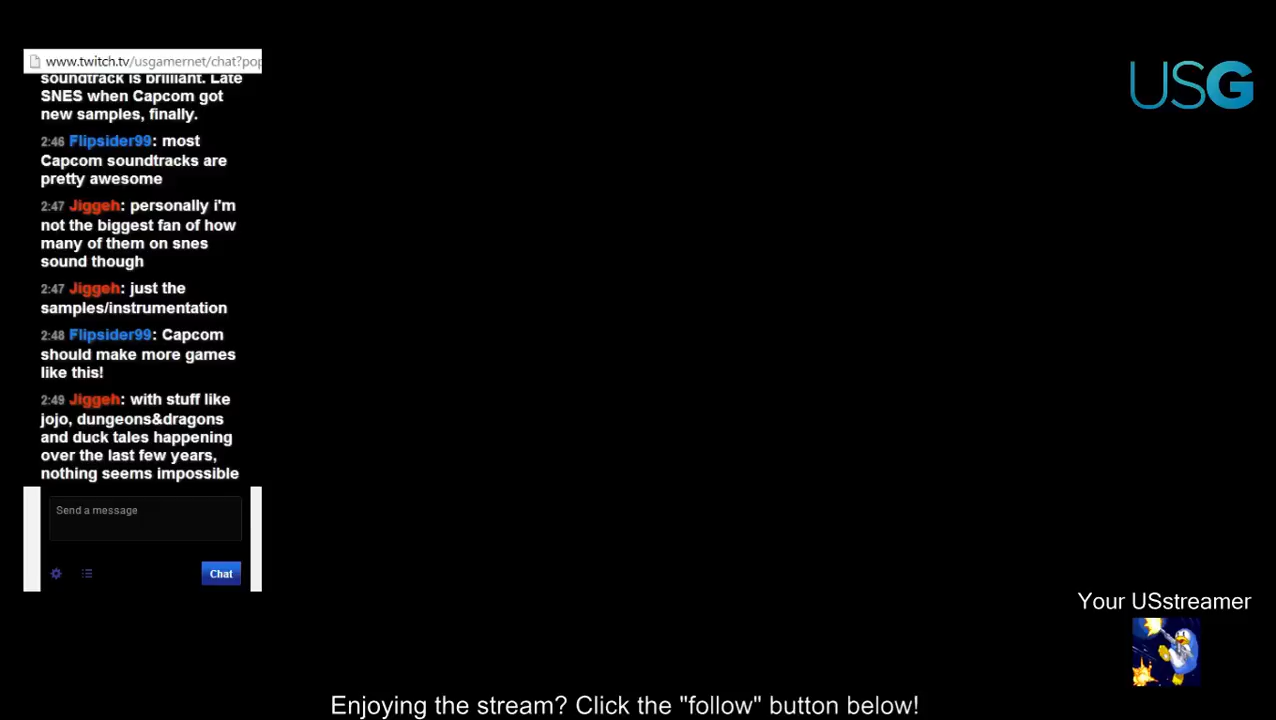 www.twitch.tv/usgamernet/chat?pop
soundtrack is brilliant. Late
SNES when Capcom got
new samples, finally.
2:46 Flipsider99: most
Capcom soundtracks are
pretty awesome
2:47 Jiggeh: personally i'm
not the biggest fan of how
many of them on snes
sound though
2:47 Jiggeh: just the
samples/instrumentation
2:48 Flipsider99: Capcom
should make more games
like this!
2:49 Jiggeh: with stuff like
jojo, dungeons&dragons
and duck tales happening
over the last few years,
nothing seems impossible
Send a message
Chat
USG
Your USstreamer
Enjoying the stream? Click the "follow" button below!